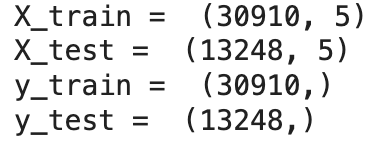 X_train =  (30910, 5)
X_test =  (13248, 5)
y_train =  (30910,)
y_test =  (13248,)